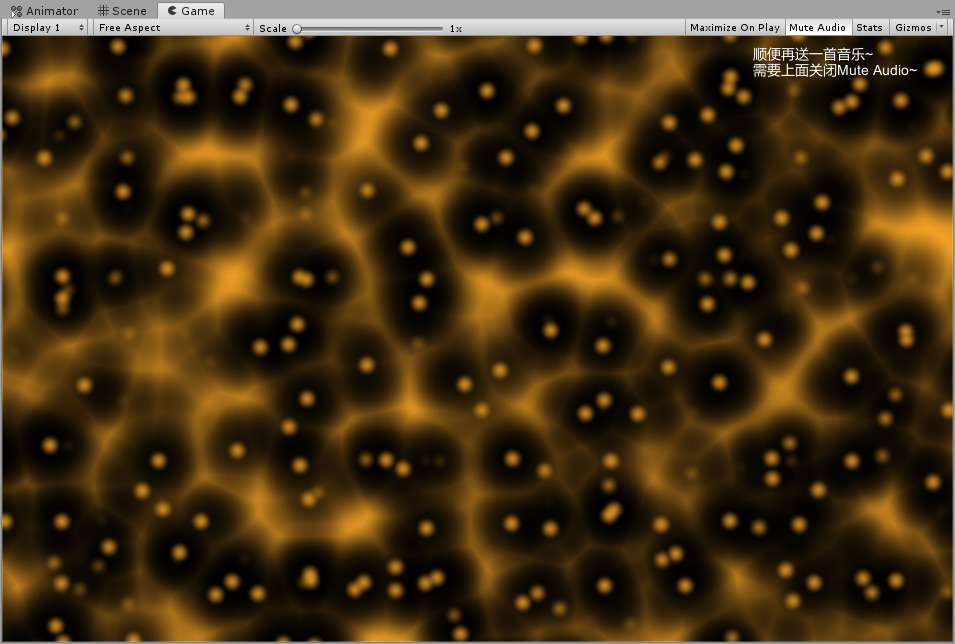 Animator Scene Game
Display 1 Free Aspect Scale 1x Maximize On Play Mute Audio Stats Gizmos
顺便再送一首音乐~
需要上面关闭Mute Audio~